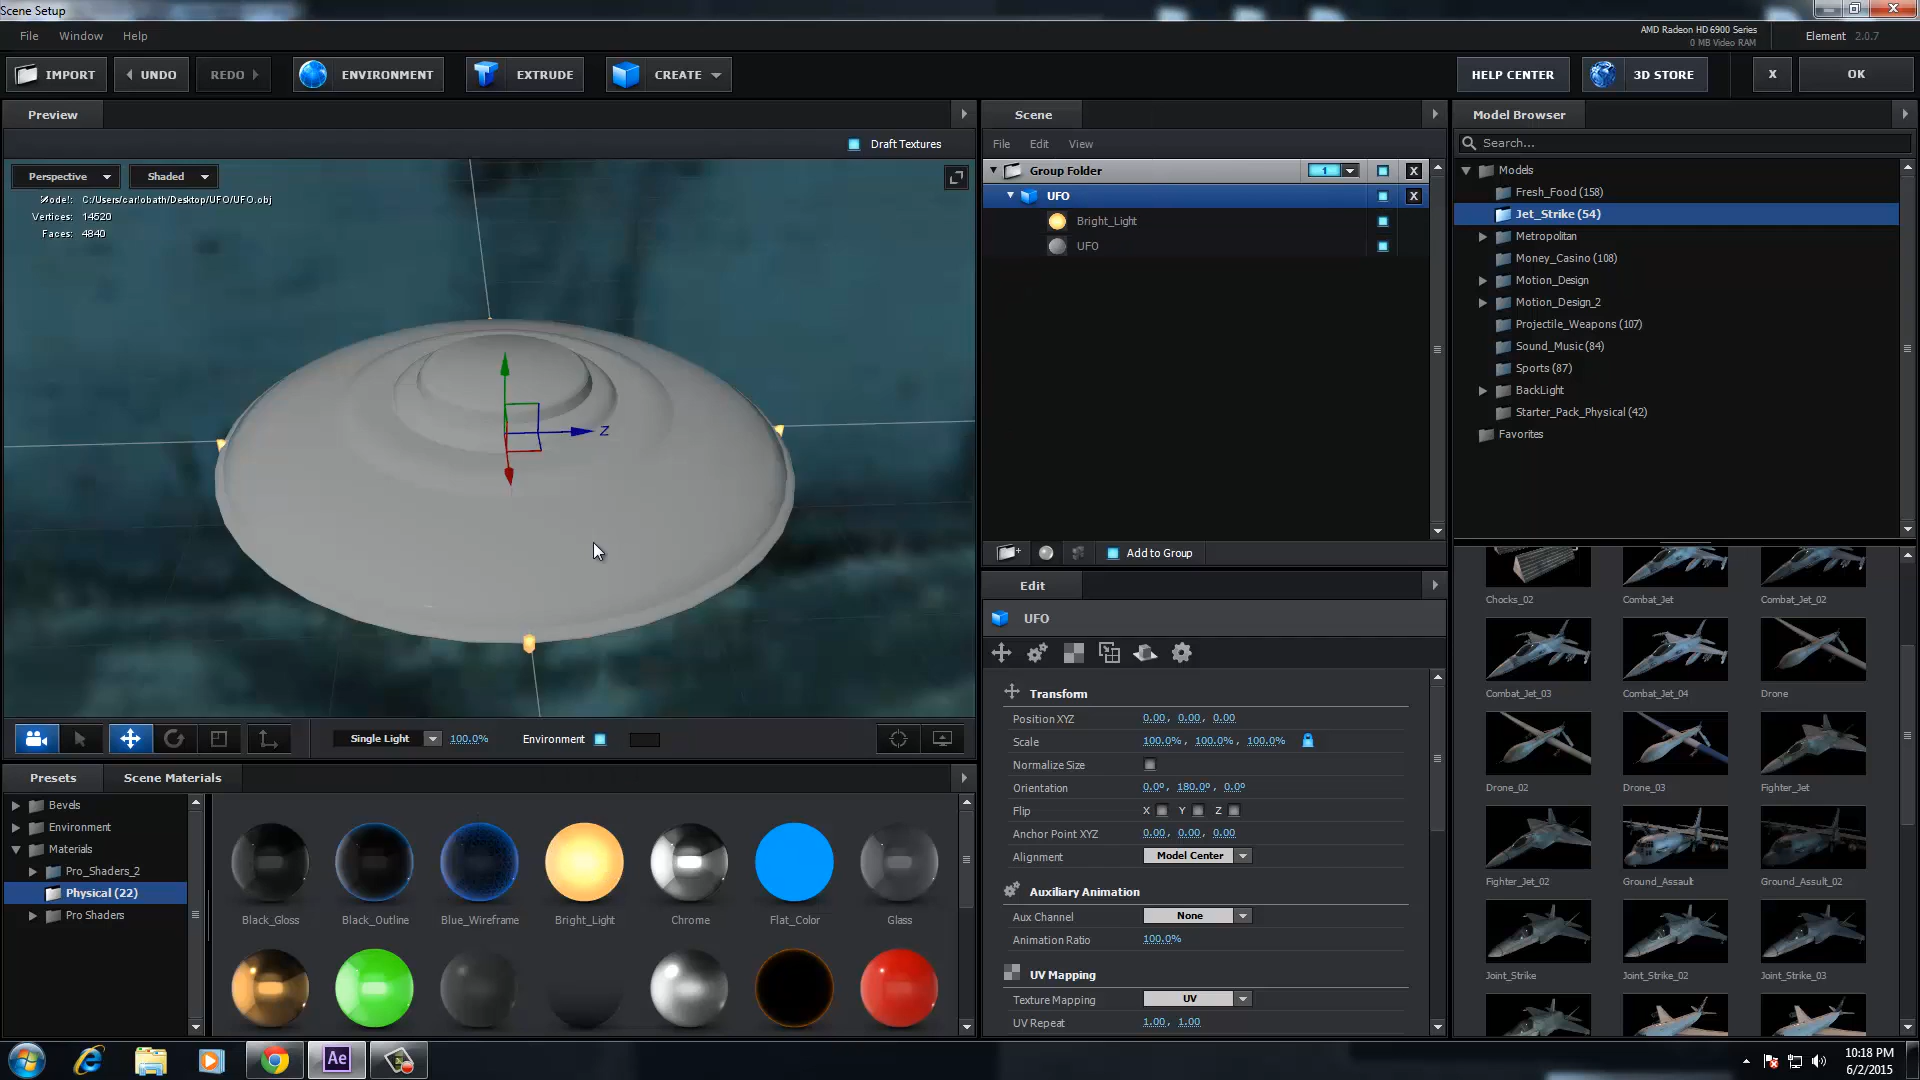 Scene Setup
File Window Help
AMD Radeon HD 6900 Series
0 MB Video RAM
Element 2.0.7
IMPORT UNDO REDO ENVIRONMENT EXTRUDE CREATE HELP CENTER 3D STORE X OK
Preview
Draft Textures
Perspective Shaded
Model: C:/Users/carlobath/Desktop/UFO/UFO.obj
Vertices: 14520
Faces: 4840
Z
Single Light 100.0% Environment
Scene
File Edit View
Group Folder 1 X
UFO X
Bright_Light
UFO
Add to Group
Edit
UFO
Transform
Position XYZ 0.00, 0.00, 0.00
Scale 100.0%, 100.0%, 100.0%
Normalize Size
Orientation 0.0º, 180.0º, 0.0º
Flip X Y Z
Anchor Point XYZ 0.00, 0.00, 0.00
Alignment Model Center
Auxiliary Animation
Aux Channel None
Animation Ratio 100.0%
UV Mapping
Texture Mapping UV
UV Repeat 1.00, 1.00
Model Browser
Search...
Models
Fresh_Food (158)
Jet_Strike (54)
Metropolitan
Money_Casino (108)
Motion_Design
Motion_Design_2
Projectile_Weapons (107)
Sound_Music (84)
Sports (87)
BackLight
Starter_Pack_Physical (42)
Favorites
Chocks_02 Combat_Jet Combat_Jet_02
Combat_Jet_03 Combat_Jet_04 Drone
Drone_02 Drone_03 Fighter_Jet
Fighter_Jet_02 Ground_Assault Ground_Assult_02
Joint_Strike Joint_Strike_02 Joint_Strike_03
Presets Scene Materials
Bevels
Environment
Materials
Pro_Shaders_2
Physical (22)
Pro Shaders
Black_Gloss Black_Outline Blue_Wireframe Bright_Light Chrome Flat_Color Glass
Ae
10:18 PM
6/2/2015